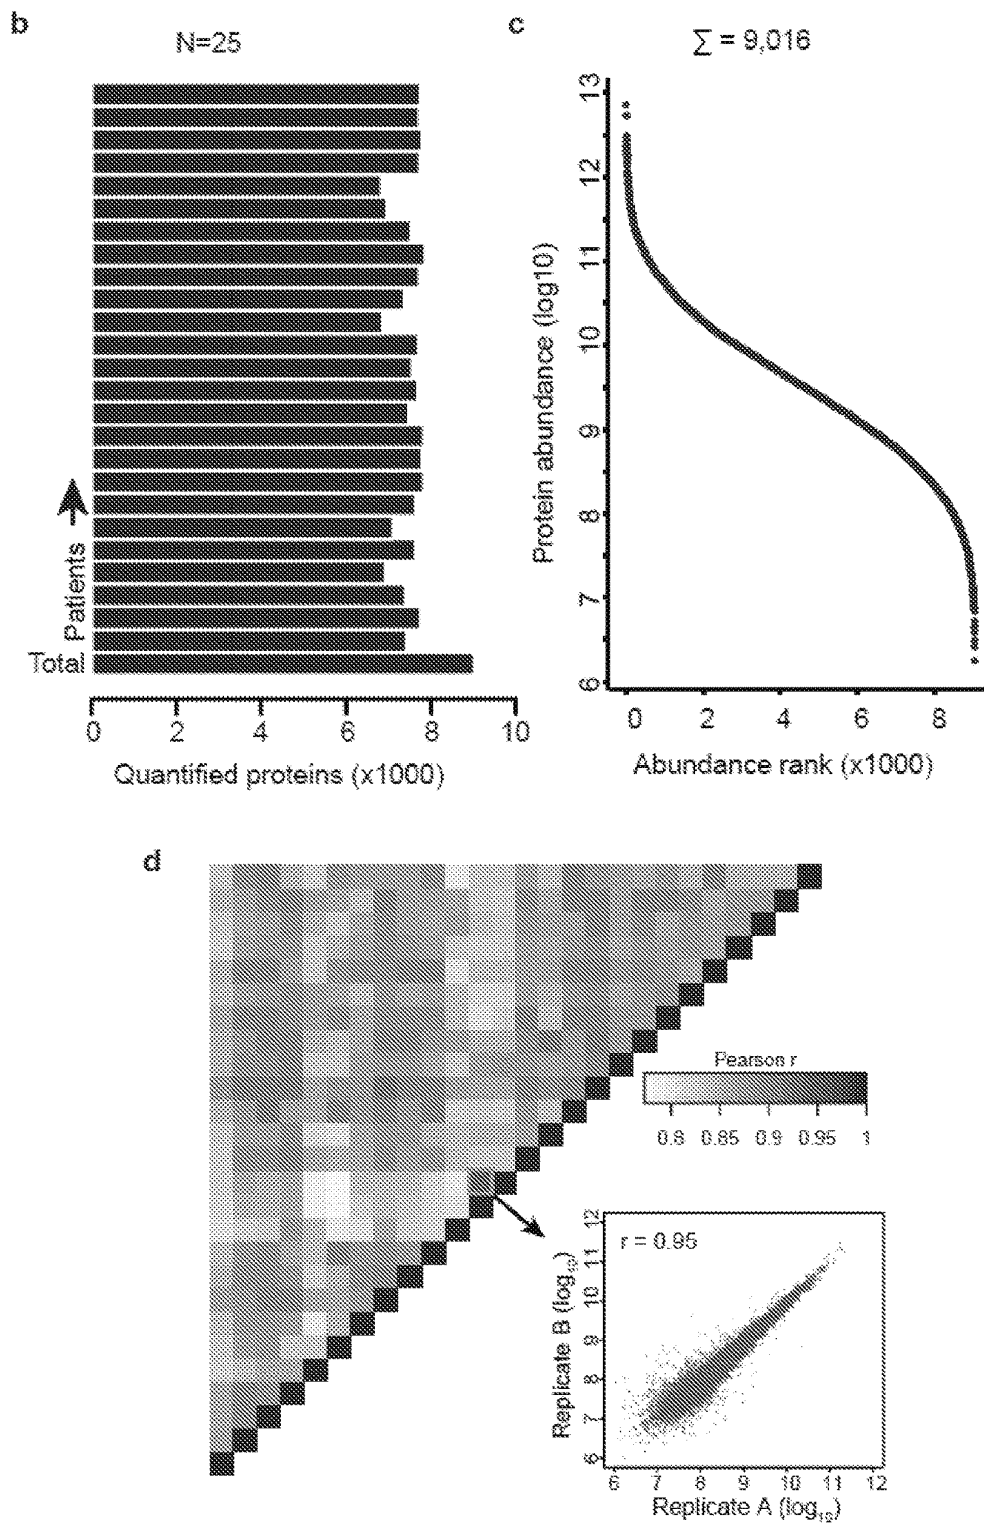 b
N=25
Patients
Total
0 2 4 6 8 10
Quantified proteins (x1000)
c
∑ = 9,016
Protein abundance (log10)
13
12
11
10
9
8
7
6
0 2 4 6 8
Abundance rank (x1000)
d
Pearson r
0.8 0.85 0.9 0.95 1
r = 0.95
Replicate B (log10)
12
11
10
9
8
7
6
6 7 8 9 10 11 12
Replicate A (log10)